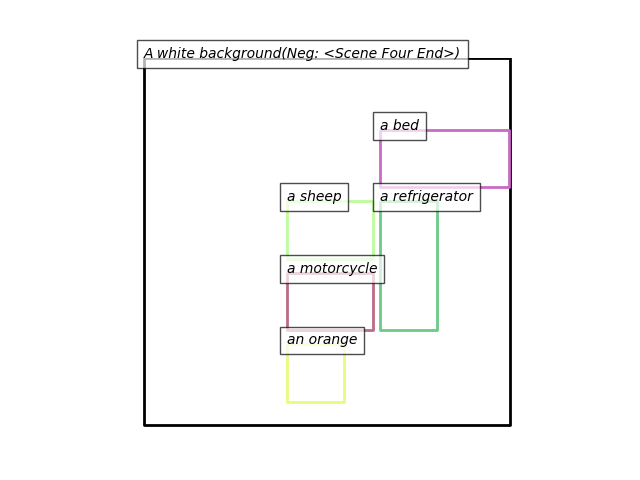 A white background(Neg: <Scene Four End>)
a bed
a sheep
a refrigerator
a motorcycle
an orange